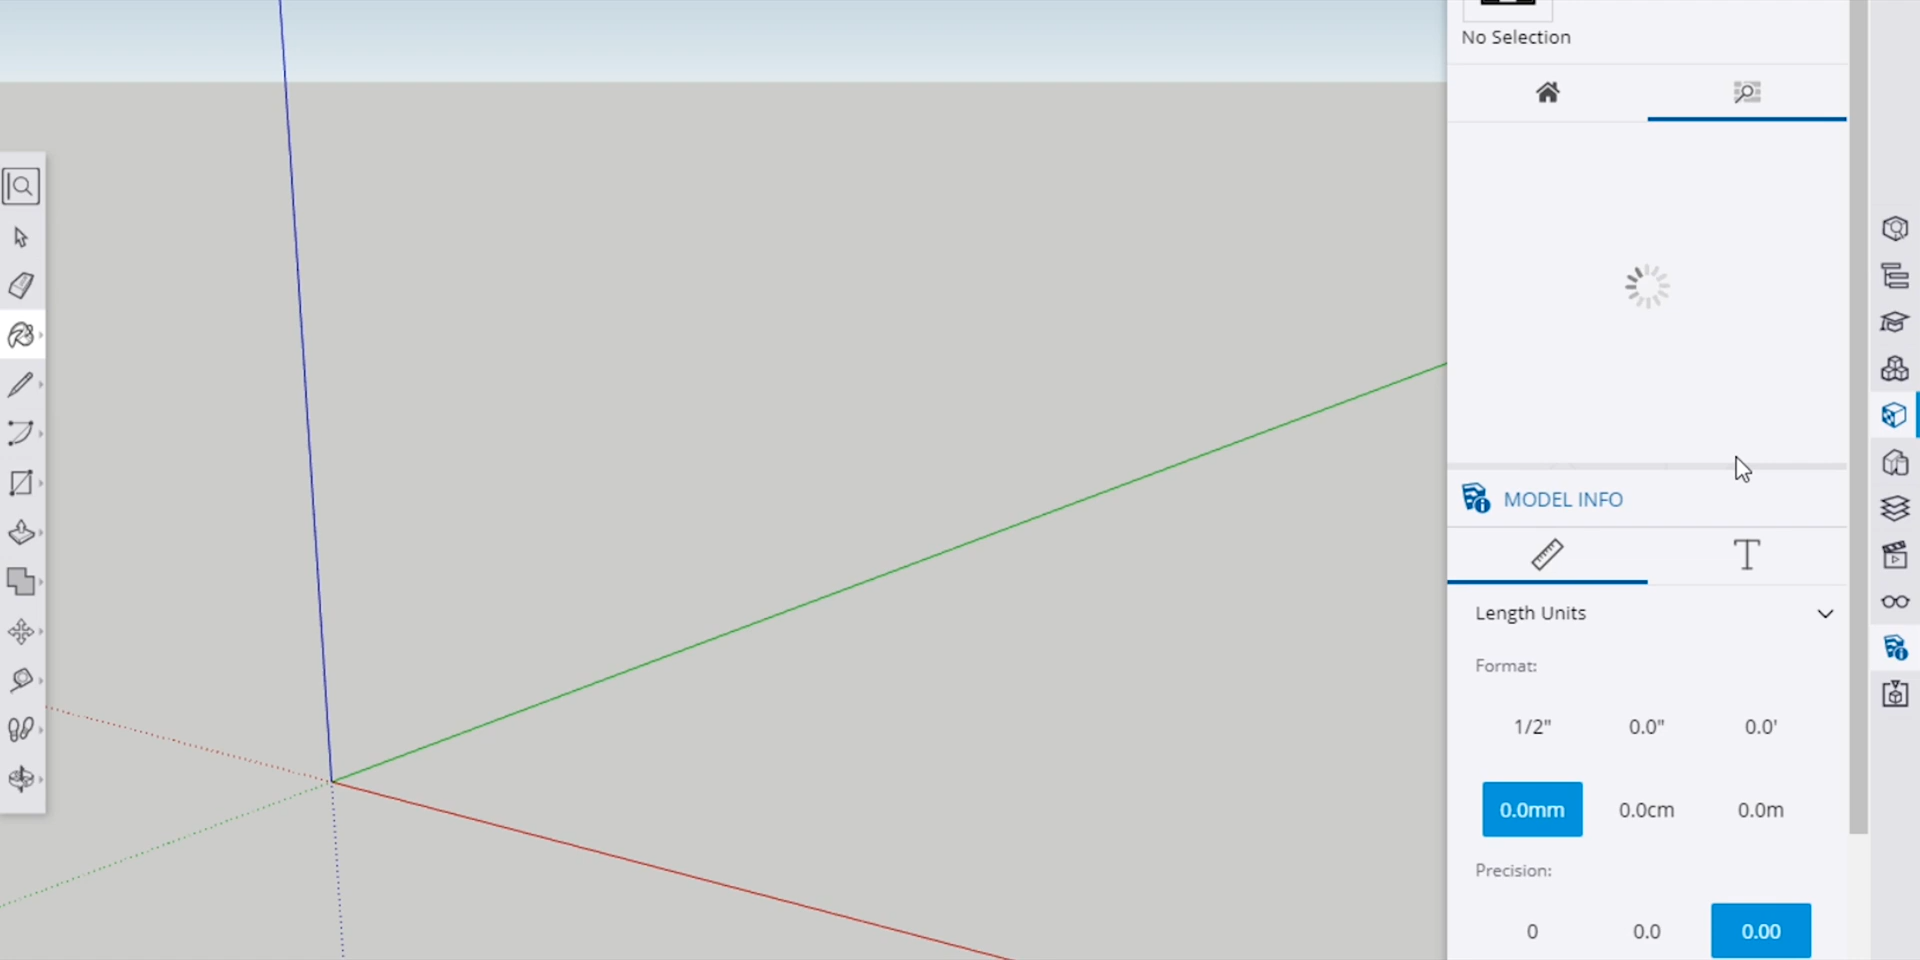 No Selection
MODEL INFO
T
Length Units
Format:
1/2" 0.0" 0.0'
0.0mm 0.0cm 0.0m
Precision:
0 0.0 0.00